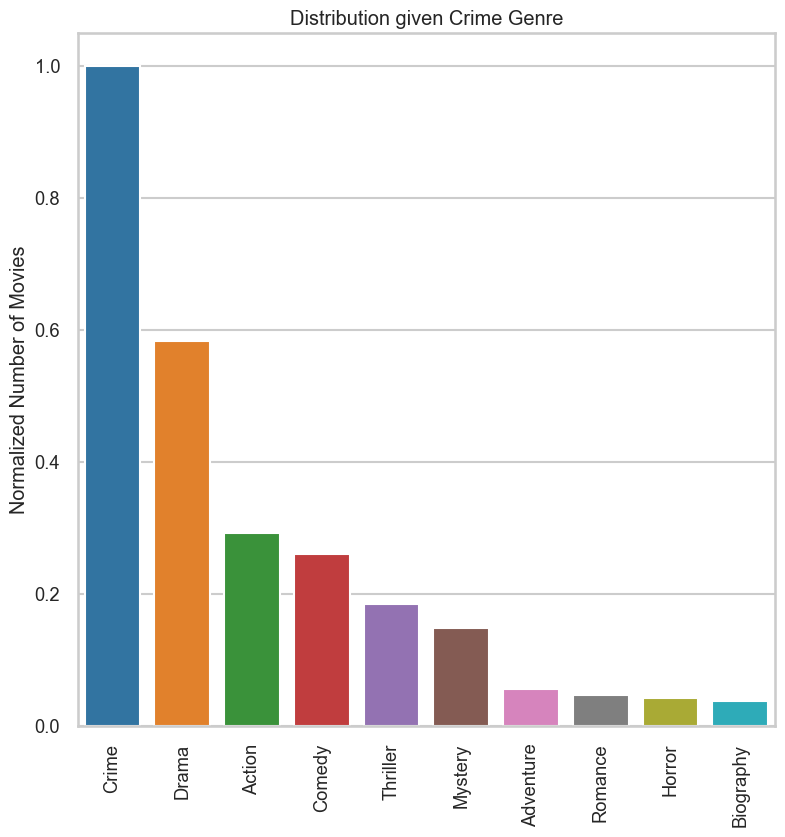 Distribution given Crime Genre
Normalized Number of Movies
1.0
0.8
0.6
0.4
0.2
0.0
Crime
Drama
Action
Comedy
Thriller
Mystery
Adventure
Romance
Horror
Biography